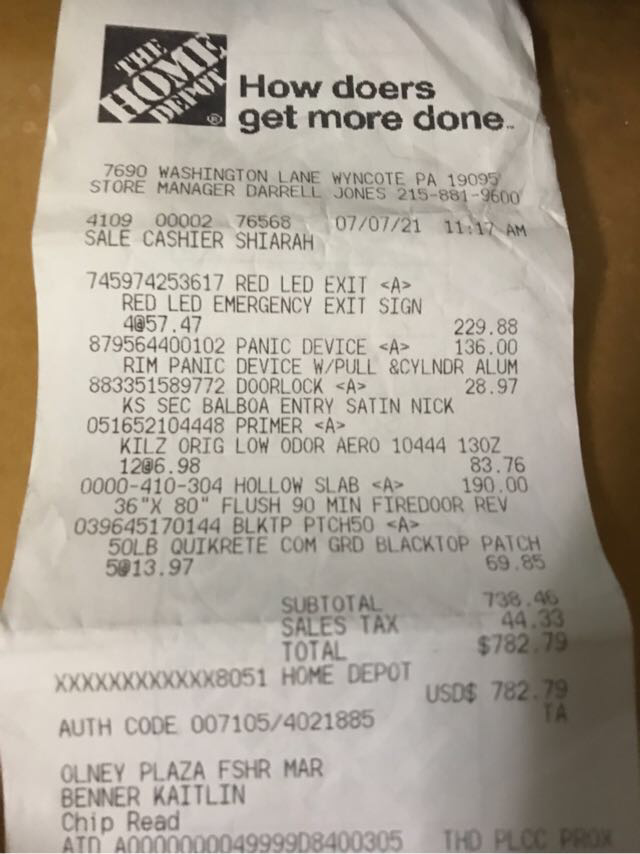 THE
HOME
DEPOT
®
How doers
get more done™
7690 WASHINGTON LANE WYNCOTE PA 19095
STORE MANAGER DARRELL JONES 215-881-9600
4109 00002 76568 07/07/21 11:17 AM
SALE CASHIER SHIARAH
745974253617 RED LED EXIT <A>
RED LED EMERGENCY EXIT SIGN
4@57.47 229.88
879564400102 PANIC DEVICE <A> 136.00
RIM PANIC DEVICE W/PULL &CYLNDR ALUM
883351589772 DOORLOCK <A> 28.97
KS SEC BALBOA ENTRY SATIN NICK
051652104448 PRIMER <A>
KILZ ORIG LOW ODOR AERO 10444 13OZ
12@6.98 83.76
0000-410-304 HOLLOW SLAB <A> 190.00
36"X 80" FLUSH 90 MIN FIREDOOR REV
039645170144 BLKTP PTCH50 <A>
50LB QUIKRETE COM GRD BLACKTOP PATCH
5@13.97 69.85
SUBTOTAL 738.46
SALES TAX 44.33
TOTAL $782.79
XXXXXXXXXXXX8051 HOME DEPOT
USD$ 782.79
AUTH CODE 007105/4021885 TA
OLNEY PLAZA FSHR MAR
BENNER KAITLIN
Chip Read
AID A0000000049999D8400305 THD PLCC PROX